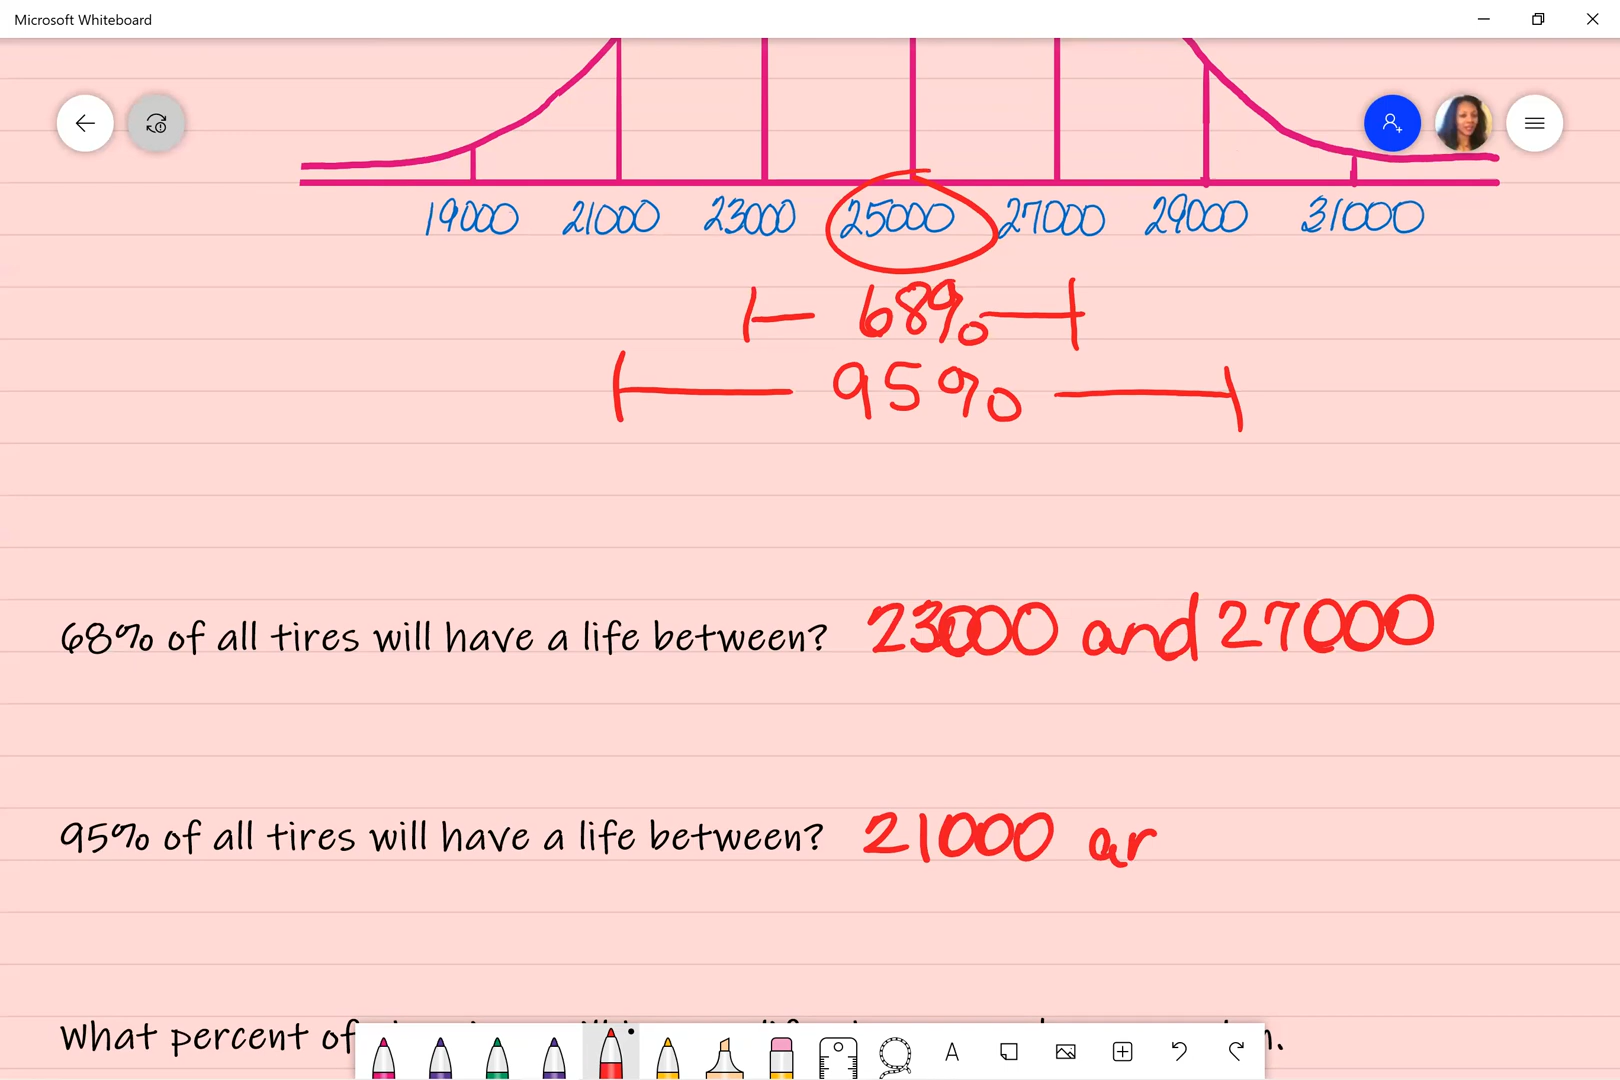 Microsoft Whiteboard
19000 21000 23000 25000 27000 29000 31000
68%
95%
68% of all tires will have a life between? 23000 and 27000
95% of all tires will have a life between? 21000 ar
What percent of